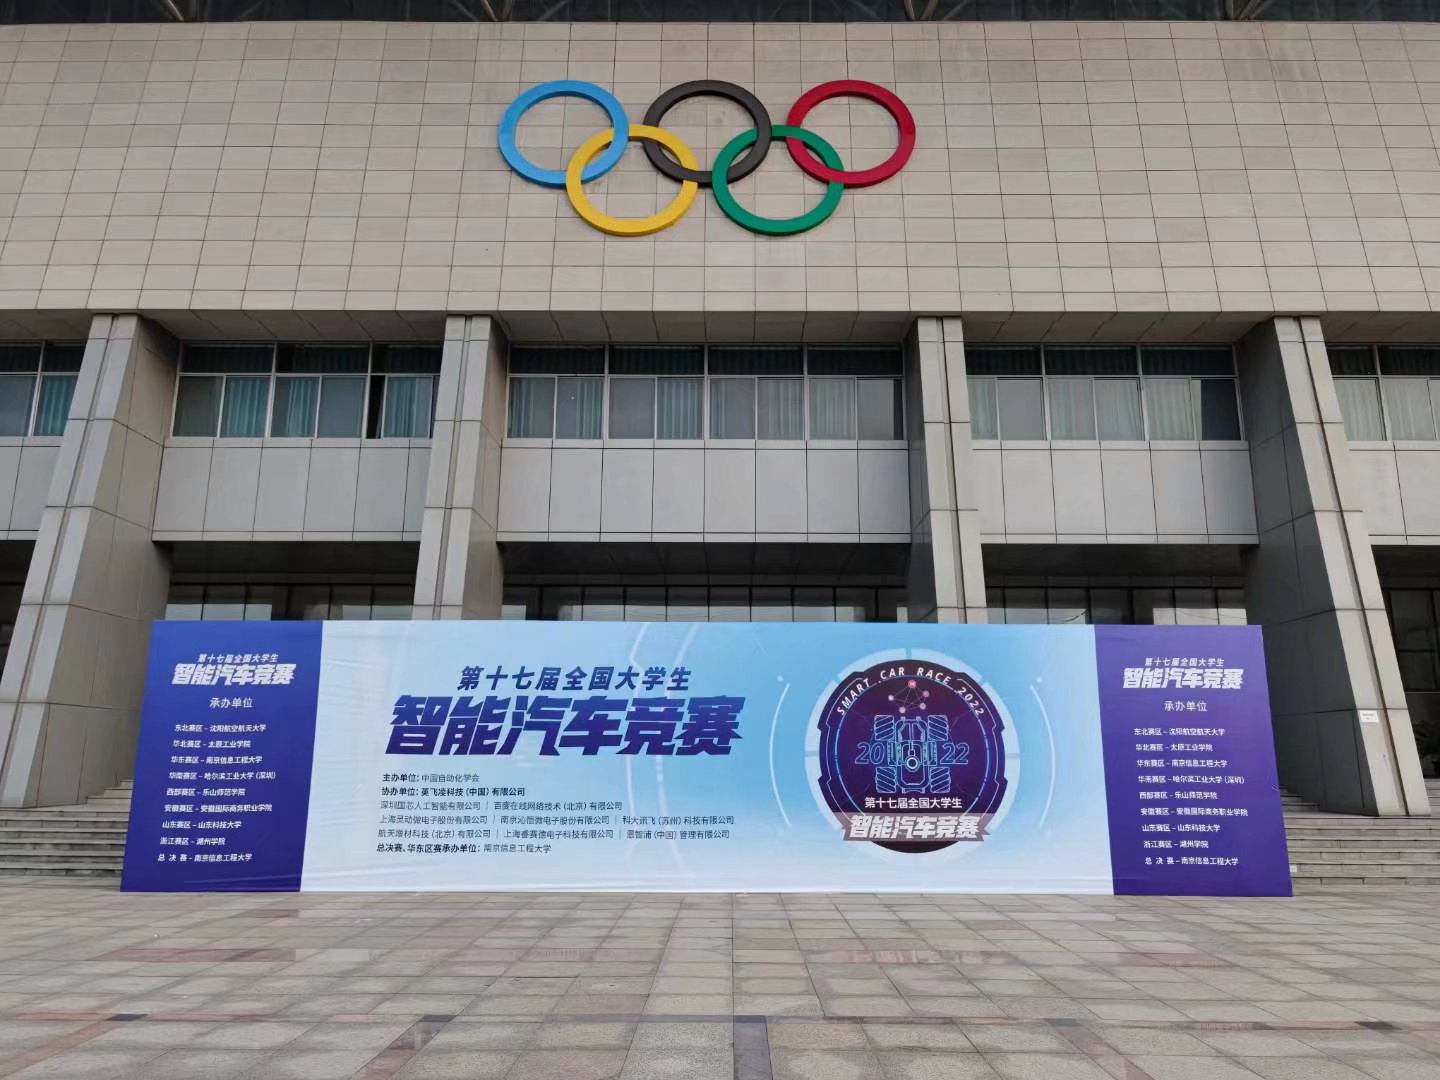 第十七届全国大学生
智能汽车竞赛
承办单位
东北赛区 - 沈阳航空航天大学
华北赛区 - 太原工业学院
华东赛区 - 南京信息工程大学
华南赛区 - 哈尔滨工业大学 (深圳)
西部赛区 - 乐山师范学院
安徽赛区 - 安徽国际商务职业学院
山东赛区 - 山东科技大学
浙江赛区 - 湖州学院
总 决 赛 - 南京信息工程大学
第十七届全国大学生
智能汽车竞赛
主办单位: 中国自动化学会
协办单位: 英飞凌科技 (中国) 有限公司
深圳国芯人工智能有限公司 | 百度在线网络技术 (北京) 有限公司
上海灵动微电子股份有限公司 | 南京沁恒微电子股份有限公司 | 科大讯飞 (苏州) 科技有限公司
航天增材科技 (北京) 有限公司 | 上海睿赛德电子科技有限公司 | 恩智浦 (中国) 管理有限公司
总决赛、华东区赛承办单位: 南京信息工程大学
SMART CAR RACE 2022
2022
第十七届全国大学生
智能汽车竞赛
第十七届全国大学生
智能汽车竞赛
承办单位
东北赛区 - 沈阳航空航天大学
华北赛区 - 太原工业学院
华东赛区 - 南京信息工程大学
华南赛区 - 哈尔滨工业大学 (深圳)
西部赛区 - 乐山师范学院
安徽赛区 - 安徽国际商务职业学院
山东赛区 - 山东科技大学
浙江赛区 - 湖州学院
总 决 赛 - 南京信息工程大学